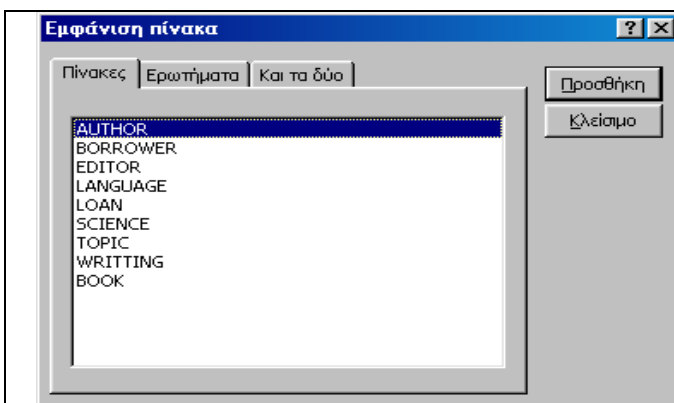 Εμφάνιση πίνακα
Πίνακες Ερωτήματα Και τα δύο
Προσθήκη
Κλείσιμο
AUTHOR
BORROWER
EDITOR
LANGUAGE
LOAN
SCIENCE
TOPIC
WRITTING
BOOK